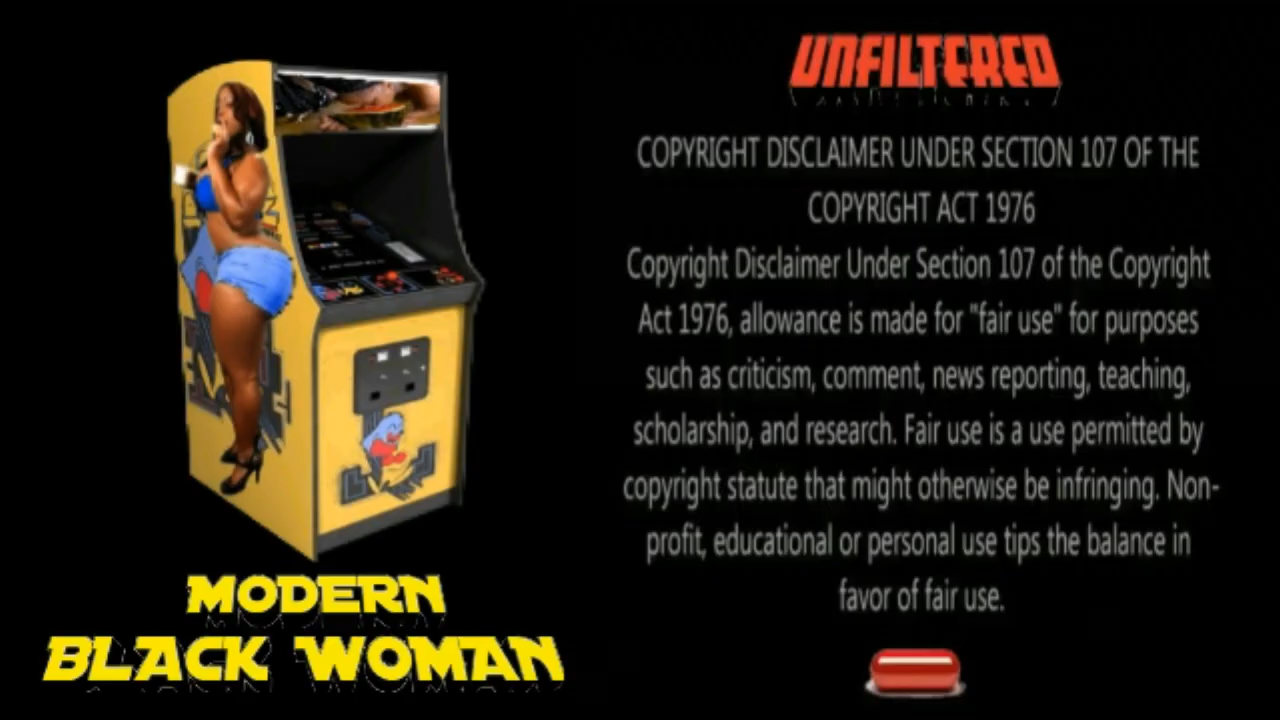 UNFILTERED
COPYRIGHT DISCLAIMER UNDER SECTION 107 OF THE
COPYRIGHT ACT 1976
Copyright Disclaimer Under Section 107 of the Copyright
Act 1976, allowance is made for "fair use" for purposes
such as criticism, comment, news reporting, teaching,
scholarship, and research. Fair use is a use permitted by
copyright statute that might otherwise be infringing. Non-
profit, educational or personal use tips the balance in
favor of fair use.
MODERN
BLACK WOMAN